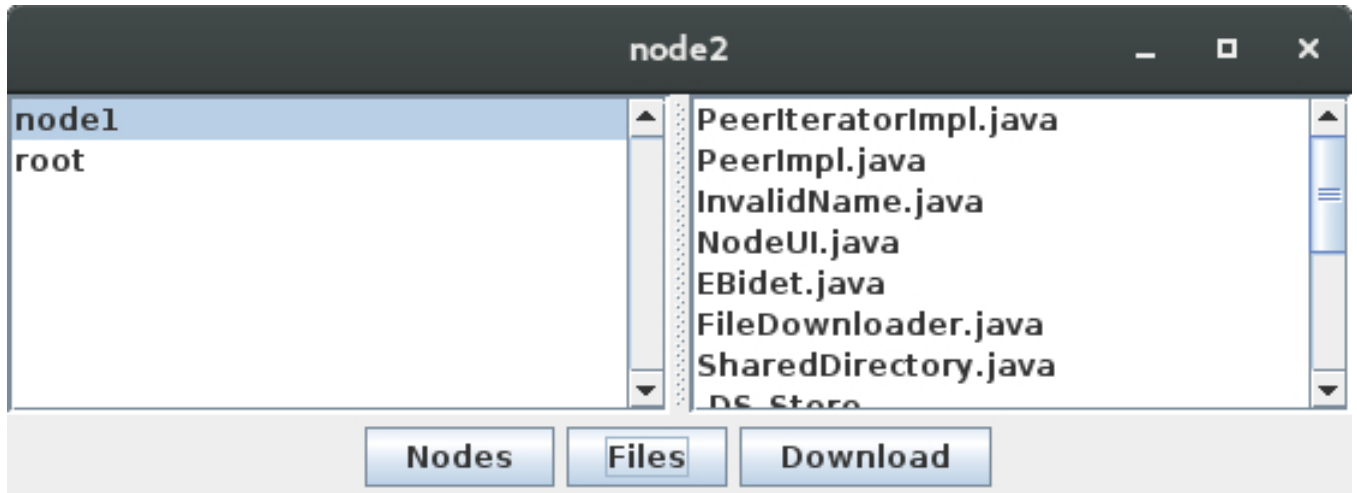 node2
node1
root
PeerIteratorImpl.java
PeerImpl.java
InvalidName.java
NodeUI.java
EBidet.java
FileDownloader.java
SharedDirectory.java
.DS_Store
Nodes
Files
Download